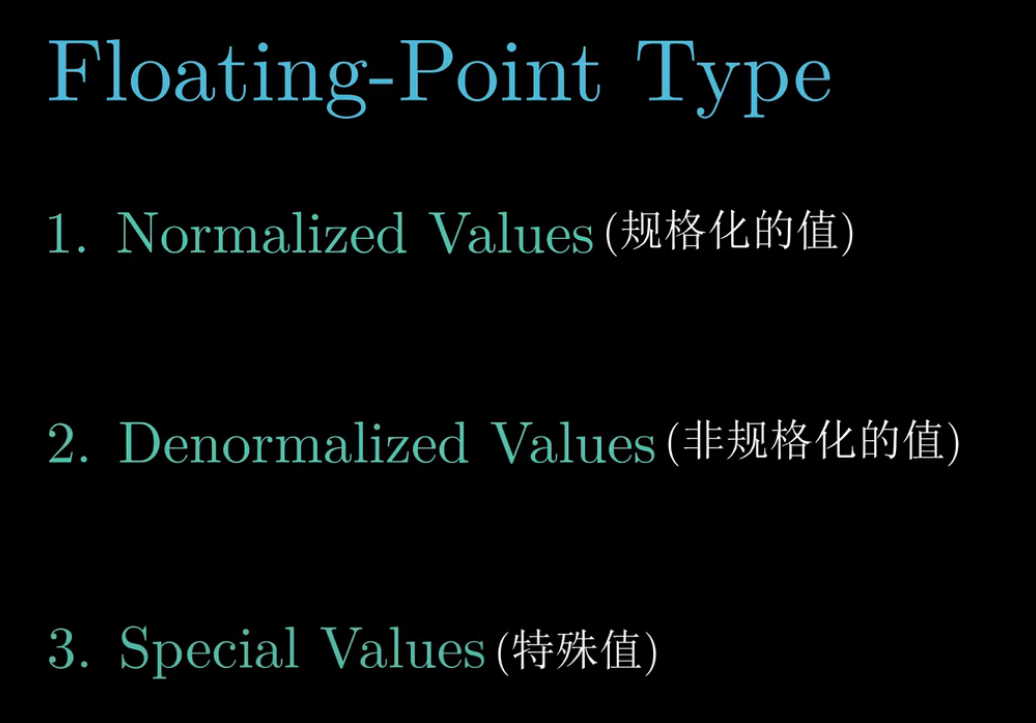 Floating-Point Type
1. Normalized Values (规格化的值)
2. Denormalized Values (非规格化的值)
3. Special Values (特殊值)